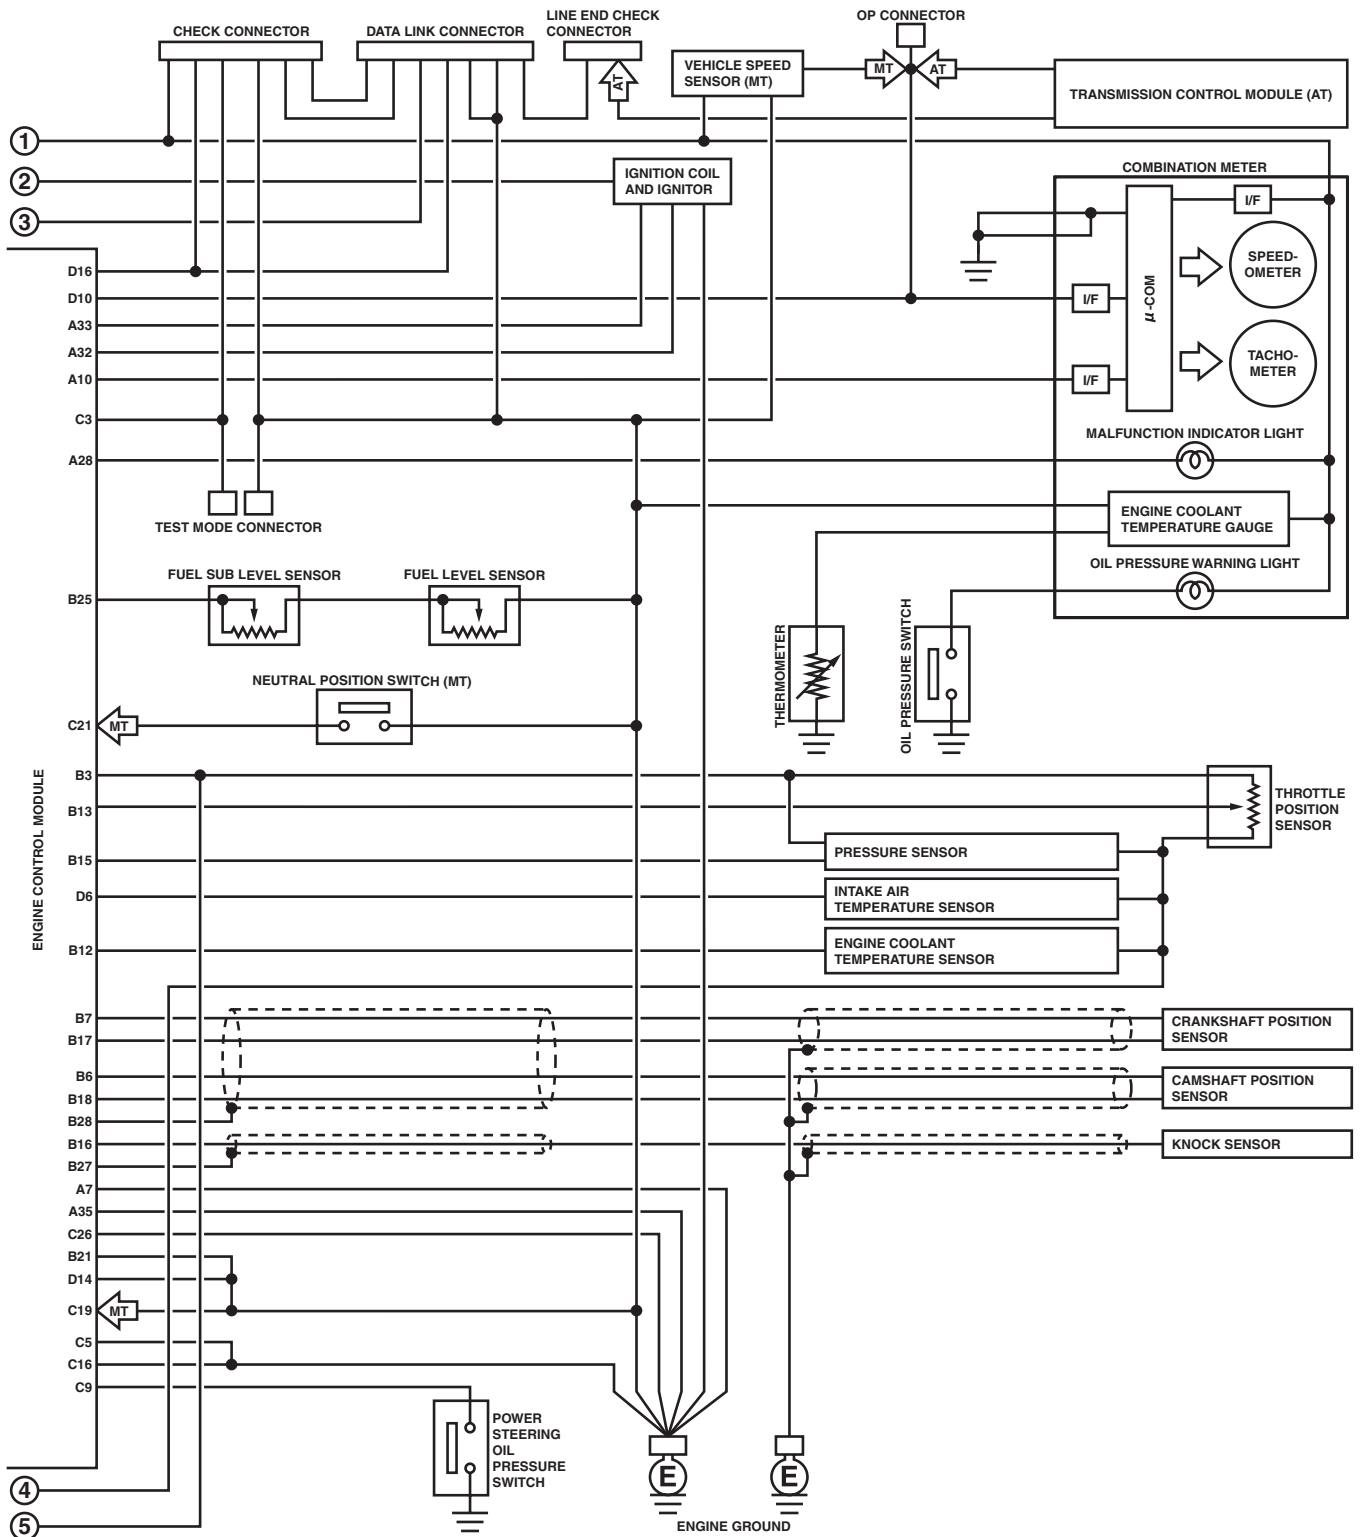 OP CONNECTOR
LINE END CHECK
CONNECTOR
CHECK CONNECTOR
DATA LINK CONNECTOR
VEHICLE SPEED
SENSOR (MT)
MT
AT
AT
TRANSMISSION CONTROL MODULE (AT)
1
COMBINATION METER
2
IGNITION COIL
AND IGNITOR
I/F
3
SPEED-
OMETER
D16
D10
I/F
µ-COM
A33
A32
TACHO-
METER
A10
I/F
C3
MALFUNCTION INDICATOR LIGHT
A28
ENGINE COOLANT
TEMPERATURE GAUGE
TEST MODE CONNECTOR
OIL PRESSURE WARNING LIGHT
FUEL SUB LEVEL SENSOR
FUEL LEVEL SENSOR
B25
THERMOMETER
OIL PRESSURE SWITCH
NEUTRAL POSITION SWITCH (MT)
C21
MT
ENGINE CONTROL MODULE
B3
THROTTLE
POSITION
SENSOR
B13
B15
PRESSURE SENSOR
D6
INTAKE AIR
TEMPERATURE SENSOR
B12
ENGINE COOLANT
TEMPERATURE SENSOR
B7
B17
CRANKSHAFT POSITION
SENSOR
B6
B18
CAMSHAFT POSITION
SENSOR
B28
B16
KNOCK SENSOR
B27
A7
A35
C26
B21
D14
C19
MT
C5
C16
C9
POWER
STEERING
OIL
PRESSURE
SWITCH
E
E
4
5
ENGINE GROUND